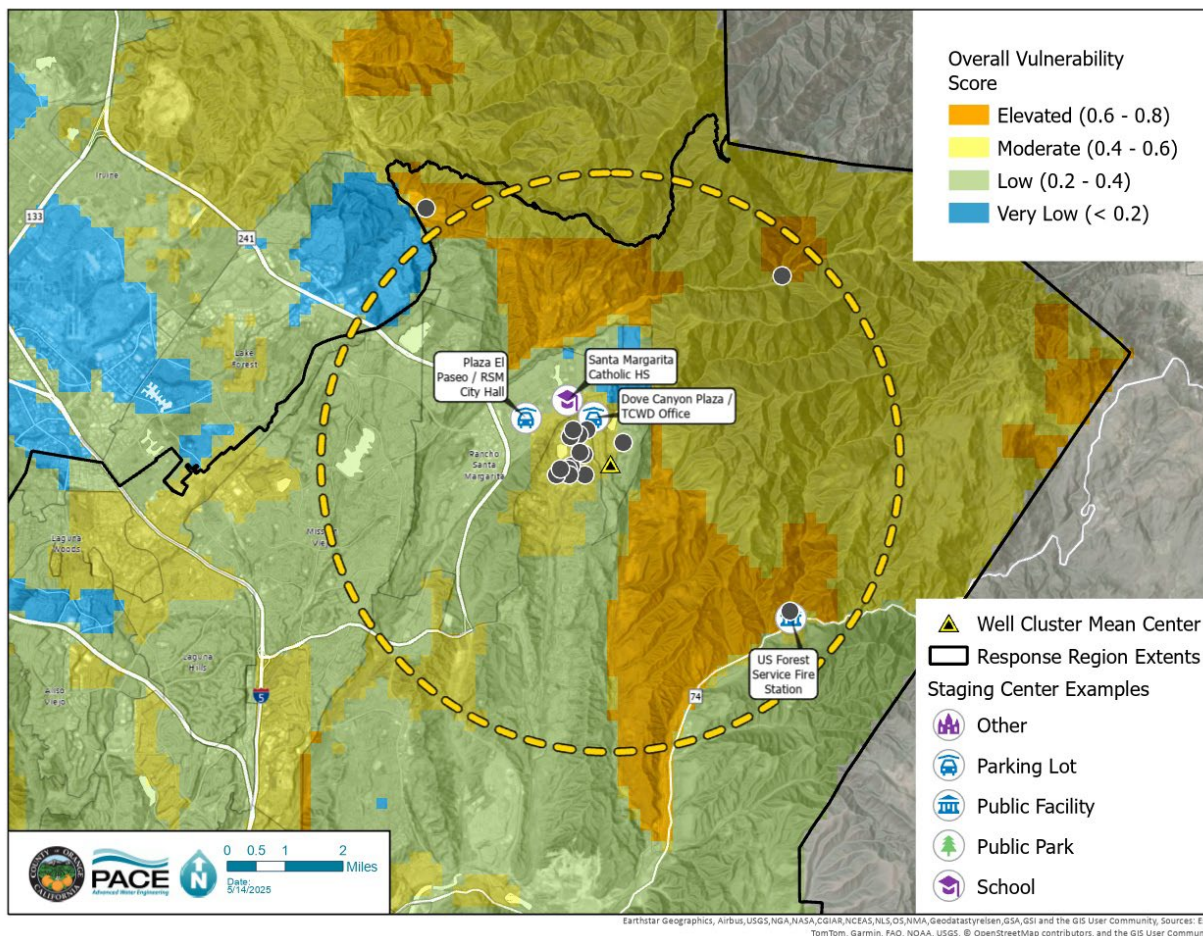 Overall Vulnerability
Score
Elevated (0.6 - 0.8)
Moderate (0.4 - 0.6)
Low (0.2 - 0.4)
Very Low (< 0.2)
Irvine
133
241
Lake
Forest
Plaza El
Paseo / RSM
City Hall
Santa Margarita
Catholic HS
Dove Canyon Plaza /
TCWD Office
Rancho
Santa
Margarita
Laguna
Woods
Mission
Viejo
Laguna
Hills
Aliso
Viejo
5
74
US Forest
Service Fire
Station
Well Cluster Mean Center
Response Region Extents
Staging Center Examples
Other
Parking Lot
Public Facility
Public Park
School
COUNTY OF ORANGE
CALIFORNIA
PACE
Advanced Water Engineering
N
0 0.5 1 2
Miles
Date:
5/14/2025
Earthstar Geographics, Airbus,USGS,NGA,NASA,CGIAR,NCEAS,NLS,OS,NMA,Geodatastyrelsen,GSA,GSI and the GIS User Community, Sources: E
TomTom, Garmin, FAO, NOAA, USGS, © OpenStreetMap contributors, and the GIS User Commun